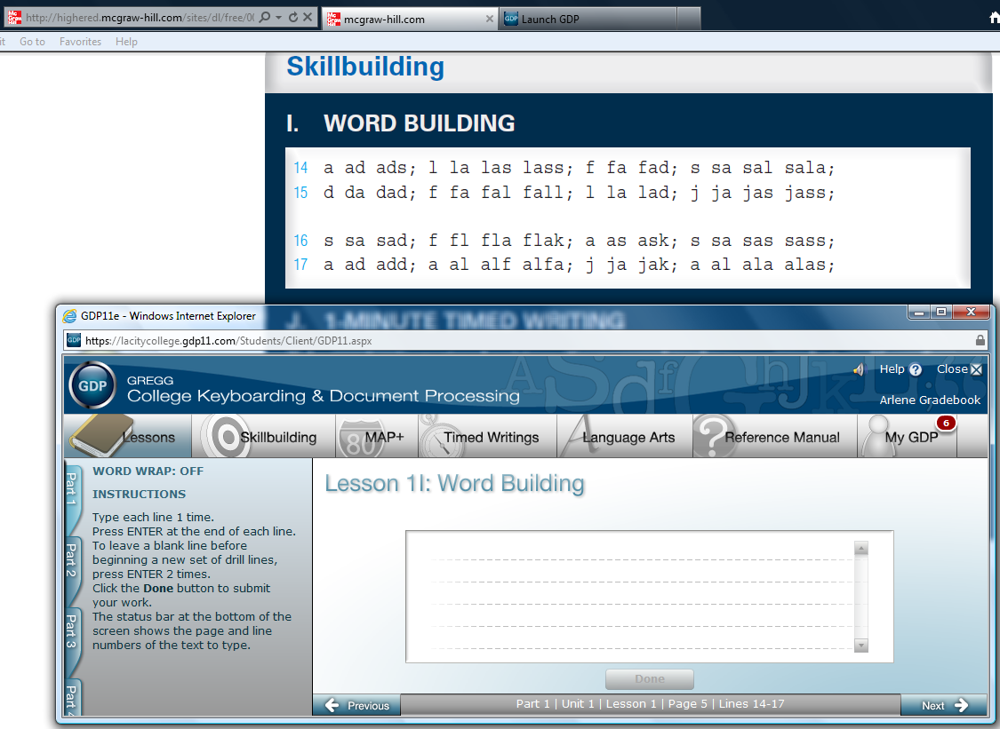 http://highered.mcgraw-hill.com/sites/dl/free/0
mcgraw-hill.com
Launch GDP
it Go to Favorites Help
Skillbuilding
I. WORD BUILDING
14 a ad ads; l la las lass; f fa fad; s sa sal sala;
15 d da dad; f fa fal fall; l la lad; j ja jas jass;
16 s sa sad; f fl fla flak; a as ask; s sa sas sass;
17 a ad add; a al alf alfa; j ja jak; a al ala alas;
J. 1-MINUTE TIMED WRITING
GDP11e - Windows Internet Explorer
GDP https://lacitycollege.gdp11.com/Students/Client/GDP11.aspx
GDP
GREGG
College Keyboarding & Document Processing
Help ? Close
Arlene Gradebook
Lessons Skillbuilding MAP+ Timed Writings Language Arts Reference Manual My GDP 6
Part 1
Part 2
Part 3
Part 4
WORD WRAP: OFF
INSTRUCTIONS
Type each line 1 time.
Press ENTER at the end of each line.
To leave a blank line before
beginning a new set of drill lines,
press ENTER 2 times.
Click the Done button to submit
your work.
The status bar at the bottom of the
screen shows the page and line
numbers of the text to type.
Lesson 1I: Word Building
Done
Previous
Part 1 | Unit 1 | Lesson 1 | Page 5 | Lines 14-17
Next